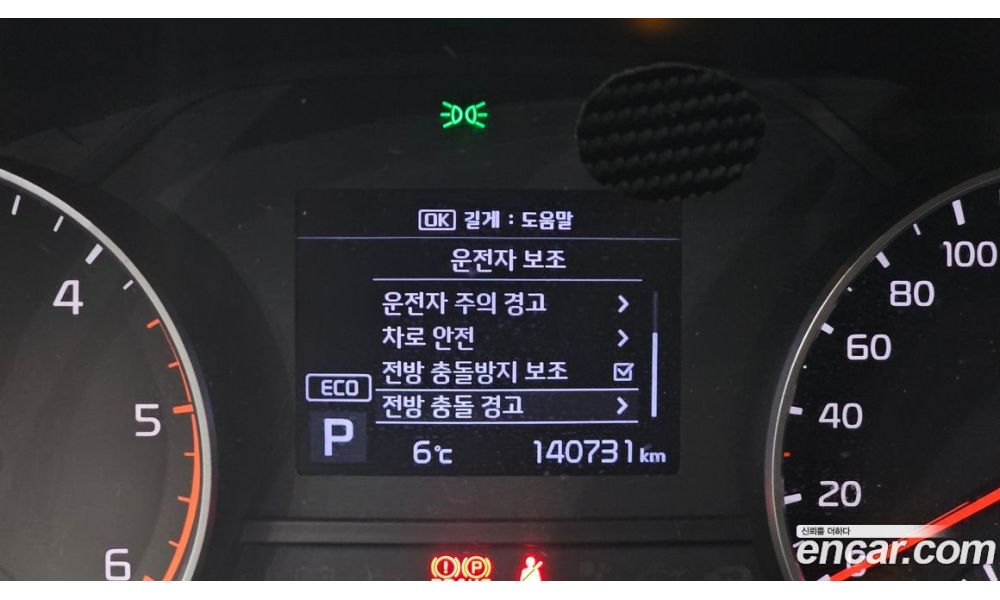 OK 길게 : 도움말
운전자 보조
운전자 주의 경고
차로 안전
전방 충돌방지 보조
전방 충돌 경고
ECO
P
6℃ 140731 km
4
5
6
100
80
60
40
20
신뢰를 더하다
encar.com